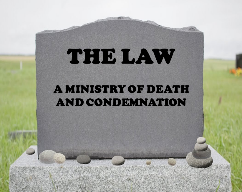 THE LAW
A MINISTRY OF DEATH
AND CONDEMNATION